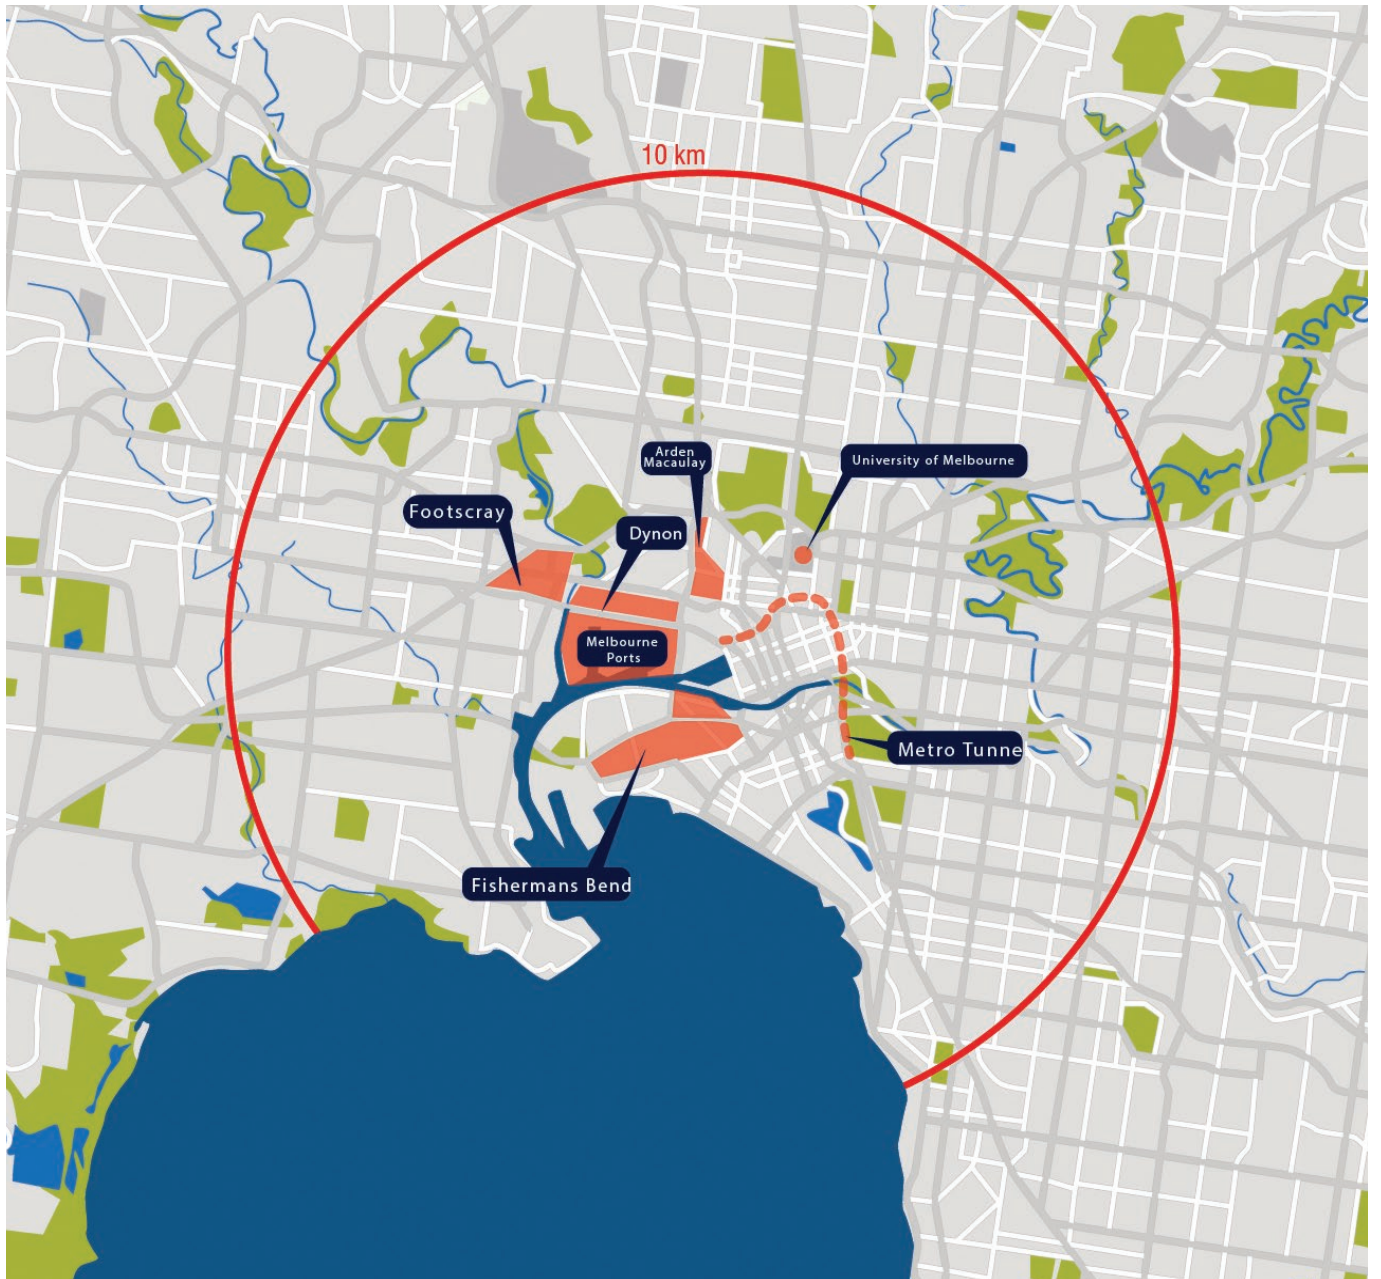 10 km
Arden
Macaulay
University of Melbourne
Footscray
Dynon
Melbourne
Ports
Metro Tunne
Fishermans Bend